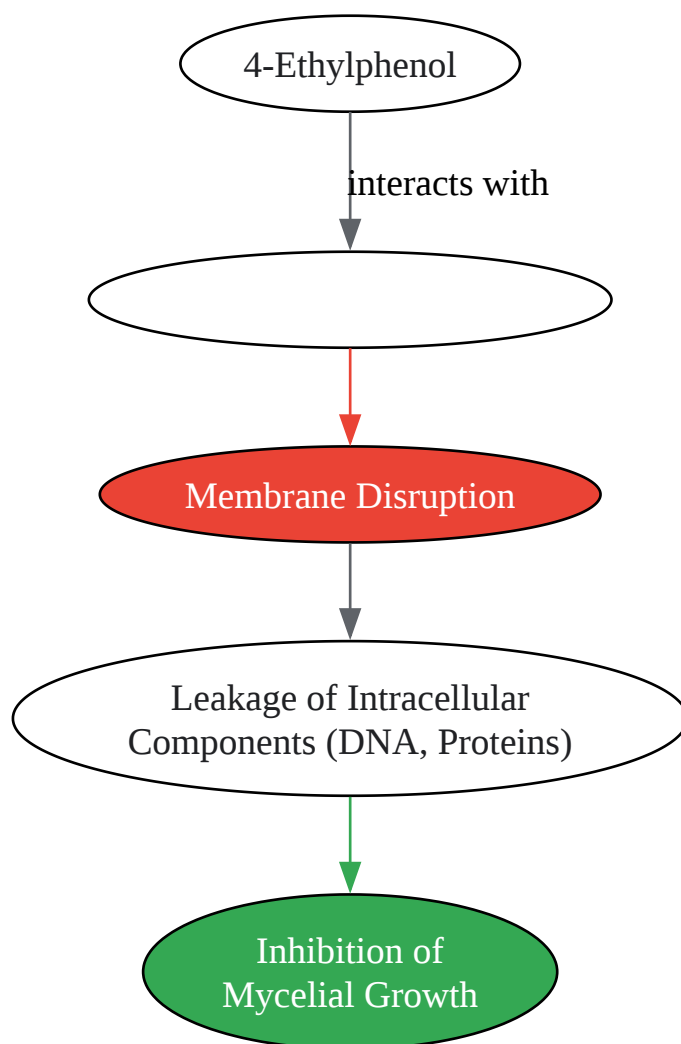 4-Ethylphenol
interacts with
Membrane Disruption
Leakage of Intracellular
Components (DNA, Proteins)
Inhibition of
Mycelial Growth